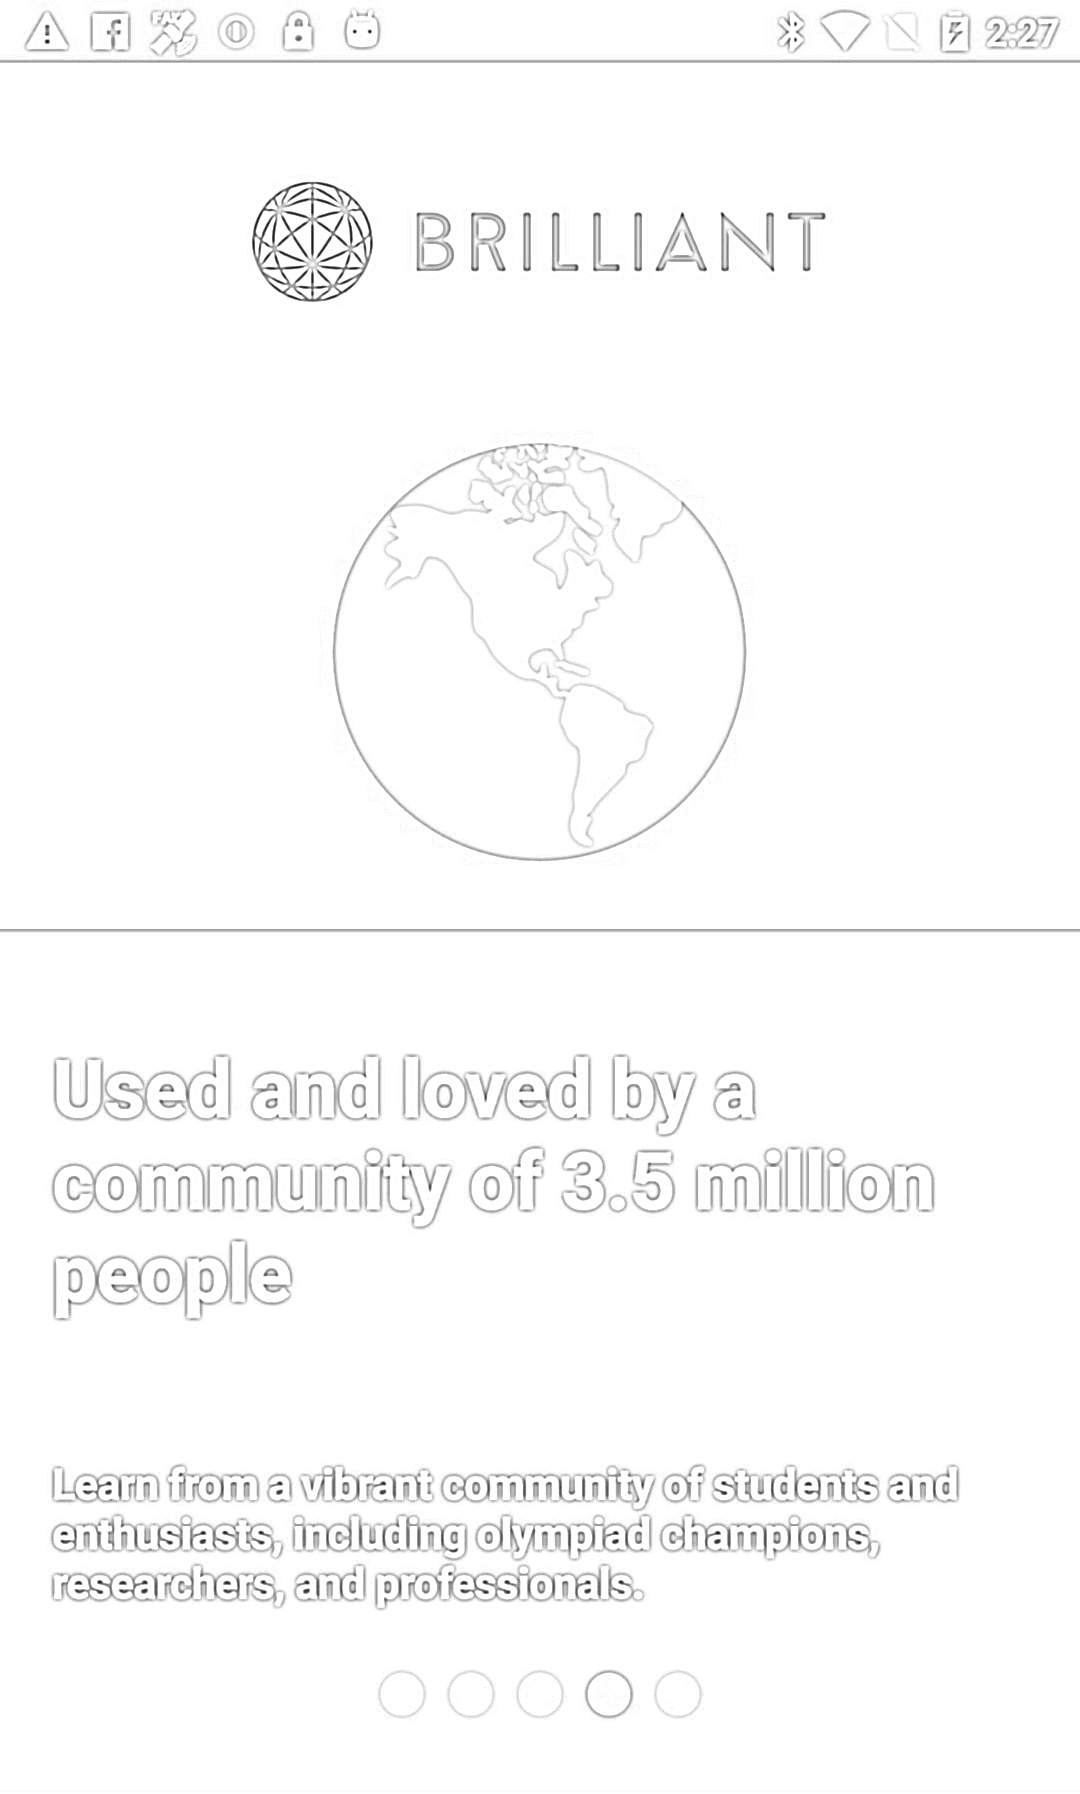 2:27
BRILLIANT
Used and loved by a
community of 3.5 million
people
Learn from a vibrant community of students and
enthusiasts, including olympiad champions,
researchers, and professionals.